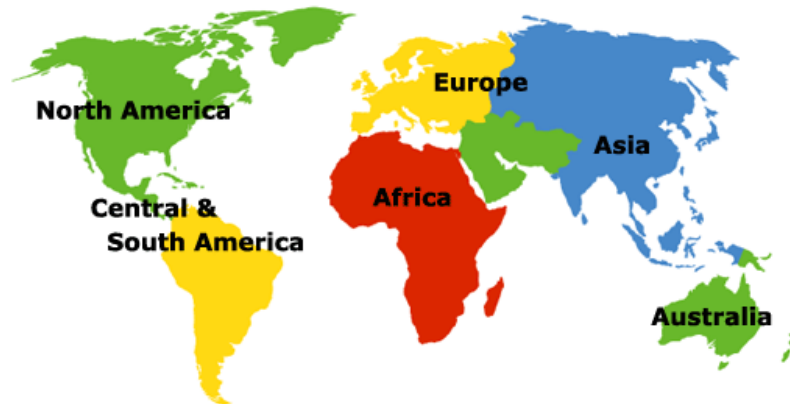 North America
Europe
Asia
Africa
Central &
South America
Australia